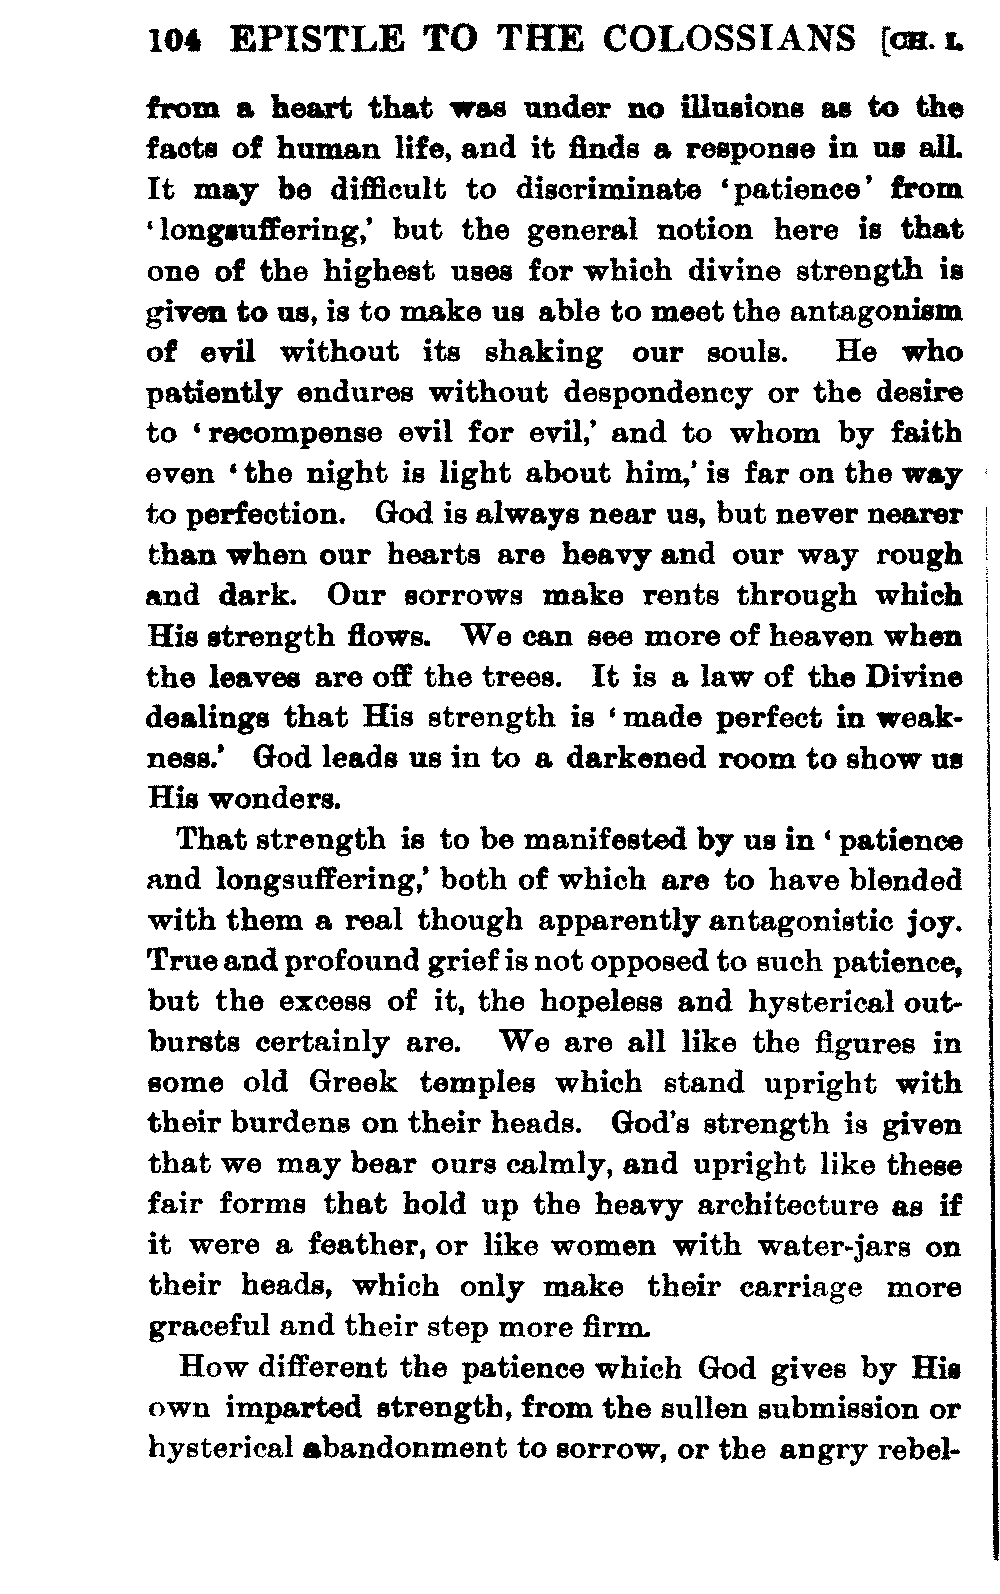 104 EPISTLE TO THE COLOSSIANS [CH. I.
from a heart that was under no illusions as to the
facts of human life, and it finds a response in us all.
It may be difficult to discriminate ‘patience’ from
‘longsuffering,’ but the general notion here is that
one of the highest uses for which divine strength is
given to us, is to make us able to meet the antagonism
of evil without its shaking our souls. He who
patiently endures without despondency or the desire
to ‘recompense evil for evil,’ and to whom by faith
even ‘the night is light about him,’ is far on the way
to perfection. God is always near us, but never nearer
than when our hearts are heavy and our way rough
and dark. Our sorrows make rents through which
His strength flows. We can see more of heaven when
the leaves are off the trees. It is a law of the Divine
dealings that His strength is ‘made perfect in weak-
ness.’ God leads us in to a darkened room to show us
His wonders.
That strength is to be manifested by us in ‘patience
and longsuffering,’ both of which are to have blended
with them a real though apparently antagonistic joy.
True and profound grief is not opposed to such patience,
but the excess of it, the hopeless and hysterical out-
bursts certainly are. We are all like the figures in
some old Greek temples which stand upright with
their burdens on their heads. God's strength is given
that we may bear ours calmly, and upright like these
fair forms that hold up the heavy architecture as if
it were a feather, or like women with water-jars on
their heads, which only make their carriage more
graceful and their step more firm.
How different the patience which God gives by His
own imparted strength, from the sullen submission or
hysterical abandonment to sorrow, or the angry rebel-